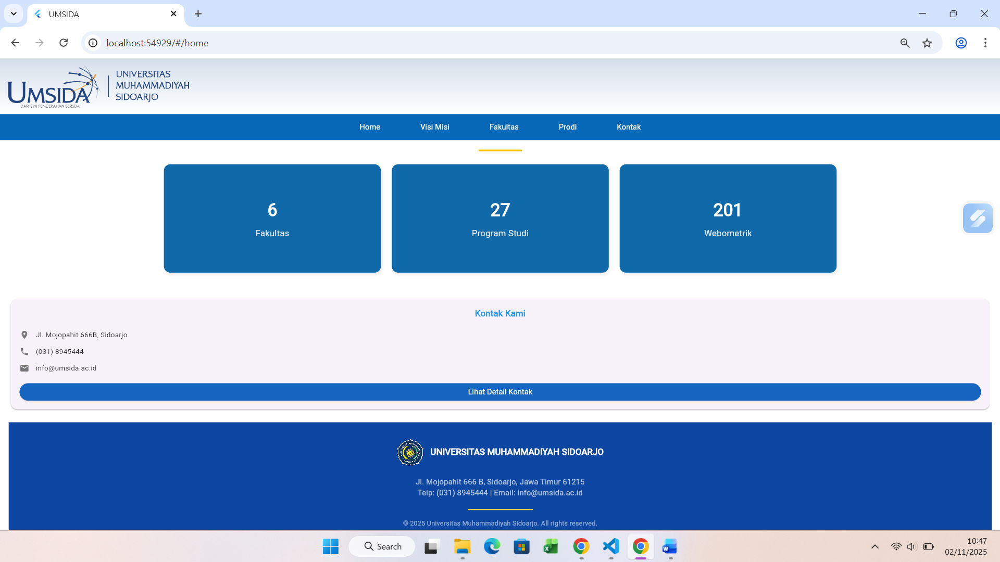 UMSIDA
localhost:54929/#/home
UMSIDA
DARI SINI PENCERAHAN BERSEMI
UNIVERSITAS
MUHAMMADIYAH
SIDOARJO
Home Visi Misi Fakultas Prodi Kontak
6
Fakultas
27
Program Studi
201
Webometrik
Kontak Kami
Jl. Mojopahit 666B, Sidoarjo
(031) 8945444
info@umsida.ac.id
Lihat Detail Kontak
UNIVERSITAS MUHAMMADIYAH SIDOARJO
Jl. Mojopahit 666 B, Sidoarjo, Jawa Timur 61215
Telp: (031) 8945444 | Email: info@umsida.ac.id
© 2025 Universitas Muhammadiyah Sidoarjo. All rights reserved.
Search
10:47
02/11/2025